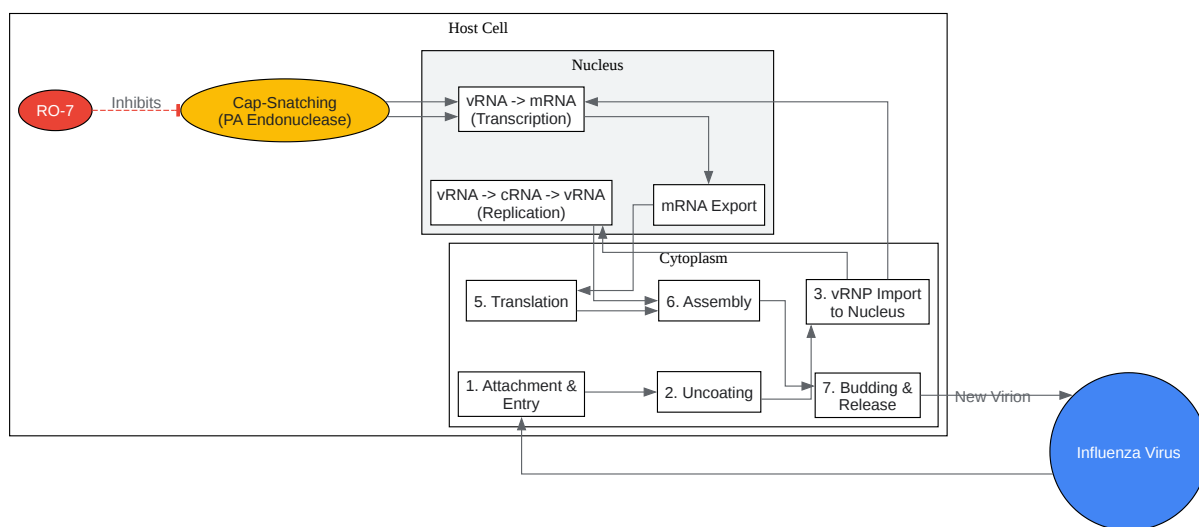 Host Cell
Nucleus
RO-7
Inhibits
Cap-Snatching
(PA Endonuclease)
vRNA -> mRNA
(Transcription)
vRNA -> cRNA -> vRNA
(Replication)
mRNA Export
Cytoplasm
5. Translation
6. Assembly
3. vRNP Import
to Nucleus
1. Attachment &
Entry
2. Uncoating
7. Budding &
Release
New Virion
Influenza Virus